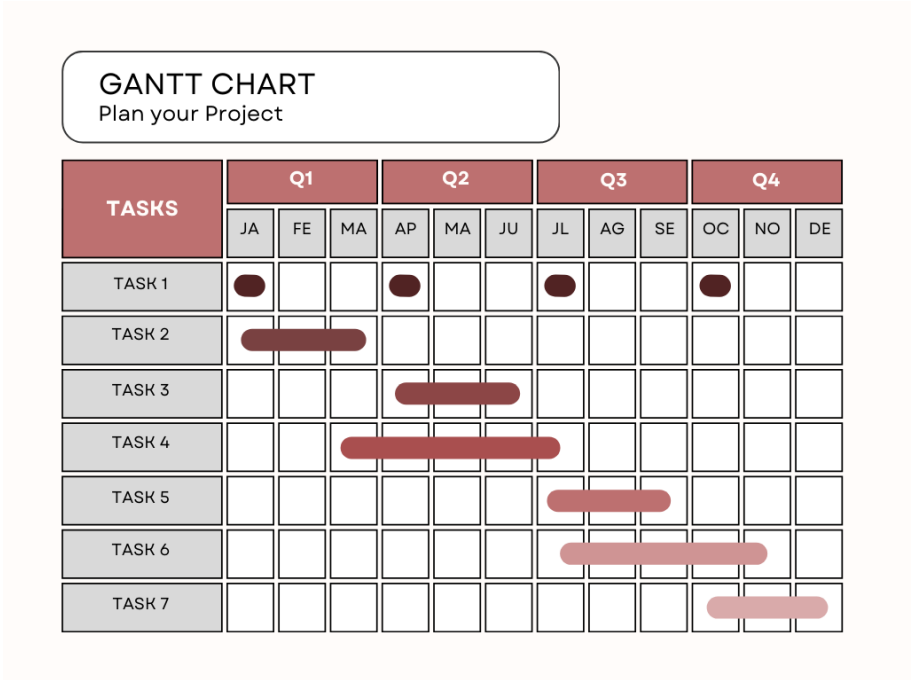 GANTT CHART
Plan your Project
TASKS
Q1 Q2 Q3 Q4
JA FE MA AP MA JU JL AG SE OC NO DE
TASK 1
TASK 2
TASK 3
TASK 4
TASK 5
TASK 6
TASK 7